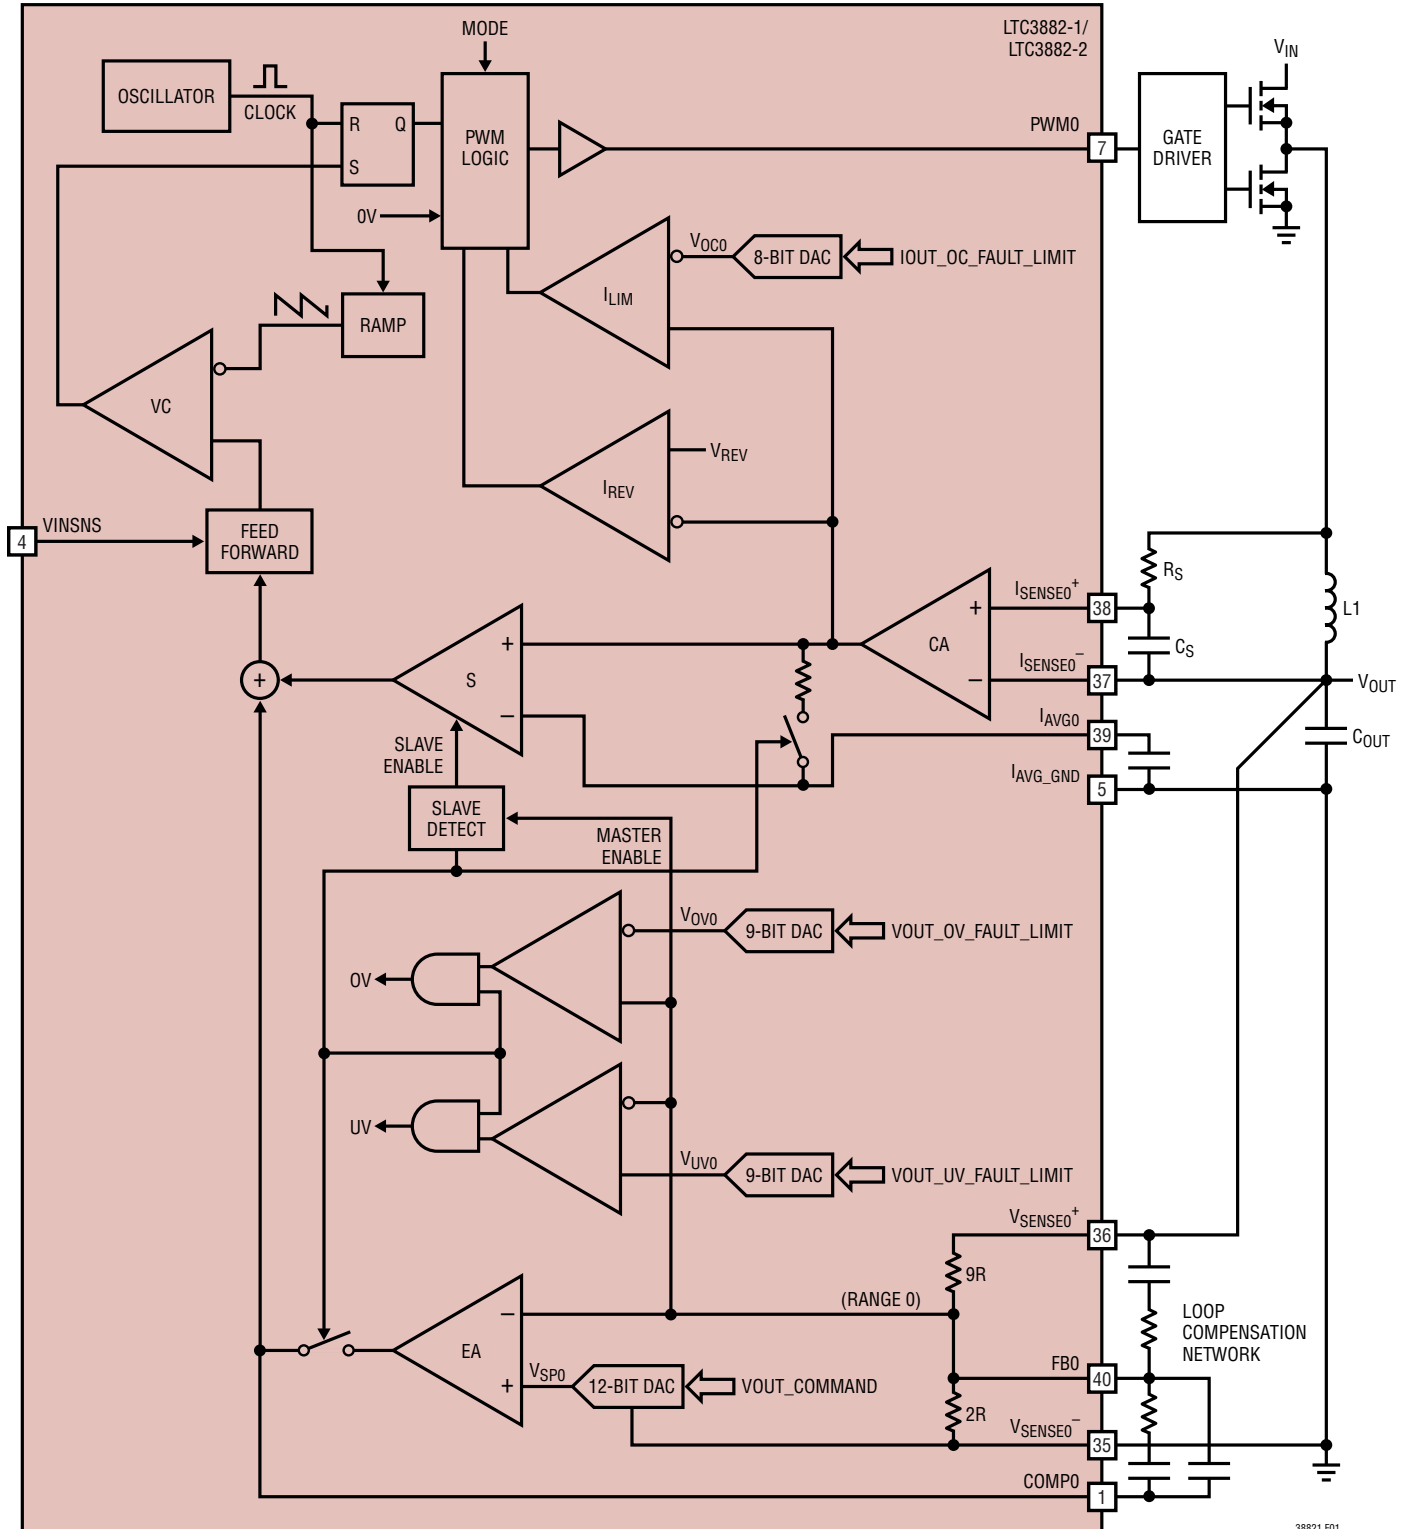 LTC3882-1/
LTC3882-2
MODE
VIN
OSCILLATOR
CLOCK
R
Q
S
PWM
LOGIC
PWM0
7
GATE
DRIVER
0V
VOC0
8-BIT DAC
IOUT_OC_FAULT_LIMIT
ILIM
RAMP
VC
VREV
IREV
4
VINSNS
FEED
FORWARD
RS
ISENSE0+
38
L1
+
CA
CS
ISENSE0–
–
37
VOUT
+
S
+
–
IAVG0
39
COUT
SLAVE
ENABLE
IAVG_GND
5
SLAVE
DETECT
MASTER
ENABLE
VOV0
9-BIT DAC
VOUT_OV_FAULT_LIMIT
OV
UV
VUV0
9-BIT DAC
VOUT_UV_FAULT_LIMIT
VSENSE0+
36
9R
(RANGE 0)
–
LOOP
COMPENSATION
NETWORK
EA
FB0
40
VSP0
+
12-BIT DAC
VOUT_COMMAND
2R
VSENSE0–
35
COMP0
1
38821 F01